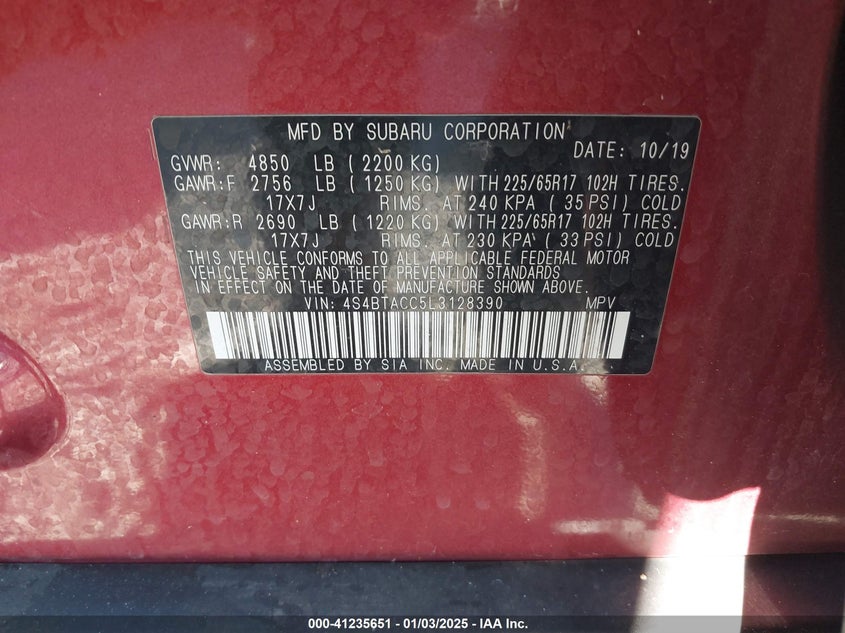 MFD BY SUBARU CORPORATION
DATE: 10/19
GVWR: 4850 LB ( 2200 KG)
GAWR:F 2756 LB ( 1250 KG) WITH 225/65R17 102H TIRES.
17X7J RIMS. AT 240 KPA ( 35 PSI) COLD
GAWR:R 2690 LB ( 1220 KG) WITH 225/65R17 102H TIRES.
17X7J RIMS. AT 230 KPA ( 33 PSI) COLD
THIS VEHICLE CONFORMS TO ALL APPLICABLE FEDERAL MOTOR
VEHICLE SAFETY AND THEFT PREVENTION STANDARDS
IN EFFECT ON THE DATE OF MANUFACTURE SHOWN ABOVE.
VIN: 4S4BTACC5L3128390 MPV
ASSEMBLED BY SIA INC. MADE IN U.S.A.
000-41235651 - 01/03/2025 - IAA Inc.